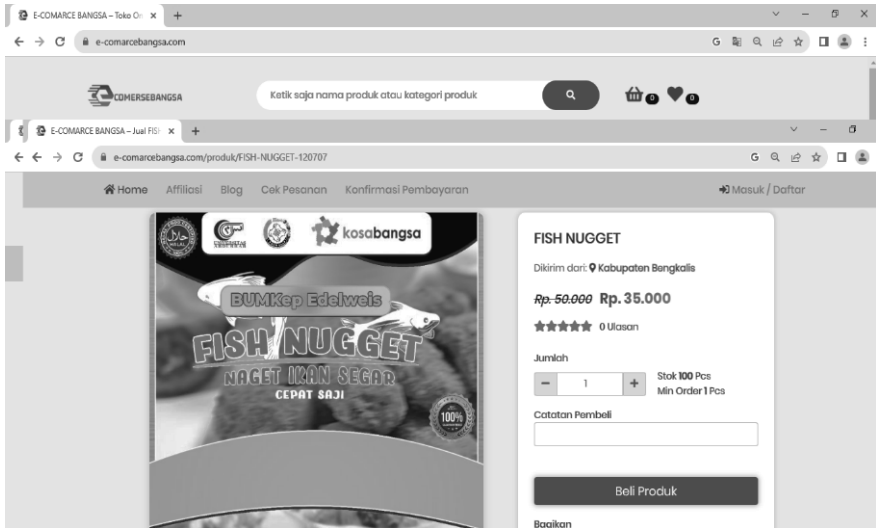 E-COMARCE BANGSA – Toko On
e-comarcebangsa.com
COMERSEBANGSA
Ketik saja nama produk atau kategori produk
0
0
E-COMARCE BANGSA – Jual FISH
e-comarcebangsa.com/produk/FISH-NUGGET-120707
Home Affiliasi Blog Cek Pesanan Konfirmasi Pembayaran
Masuk / Daftar
HALAL
kosabangsa
BUMKep Edelweis
FISH NUGGET
NAGET IKAN SEGAR
CEPAT SAJI
100%
FISH NUGGET
Dikirim dari: Kabupaten Bengkalis
Rp. 50.000 Rp. 35.000
0 Ulasan
Jumlah
− 1 +
Stok 100 Pcs
Min Order 1 Pcs
Catatan Pembeli
Beli Produk
Bagikan